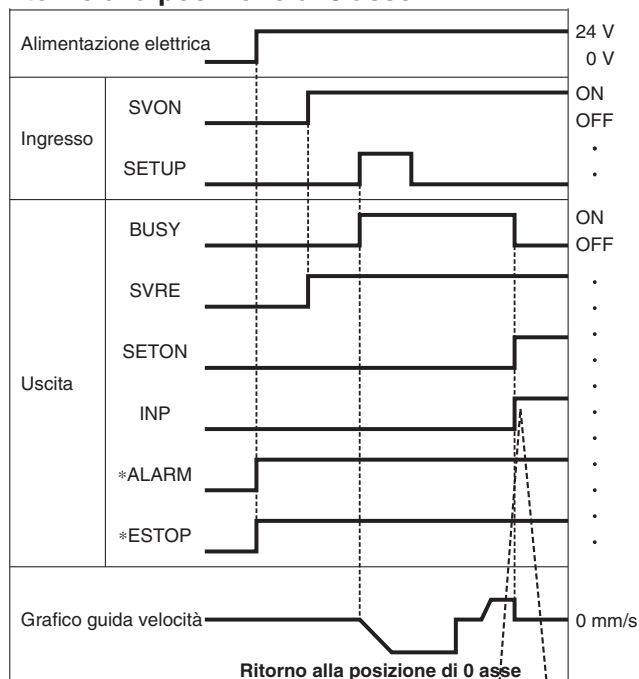 Alimentazione elettrica
24 V
0 V
Ingresso
SVON
ON
OFF
SETUP
Uscita
BUSY
ON
OFF
SVRE
SETON
INP
*ALARM
*ESTOP
Grafico guida velocità
0 mm/s
Ritorno alla posizione di 0 asse